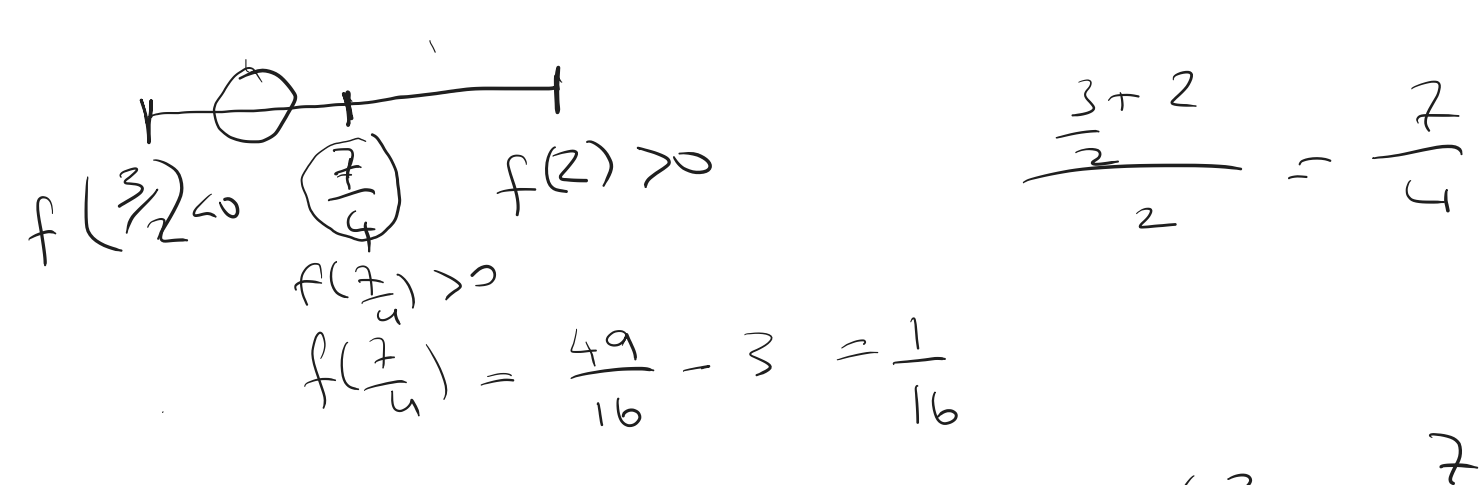 f(3/2)<0 7/4 f(2)>0
(3/2+2)/2 = 7/4
f(7/4)>0
f(7/4) = 49/16 - 3 = 1/16
7